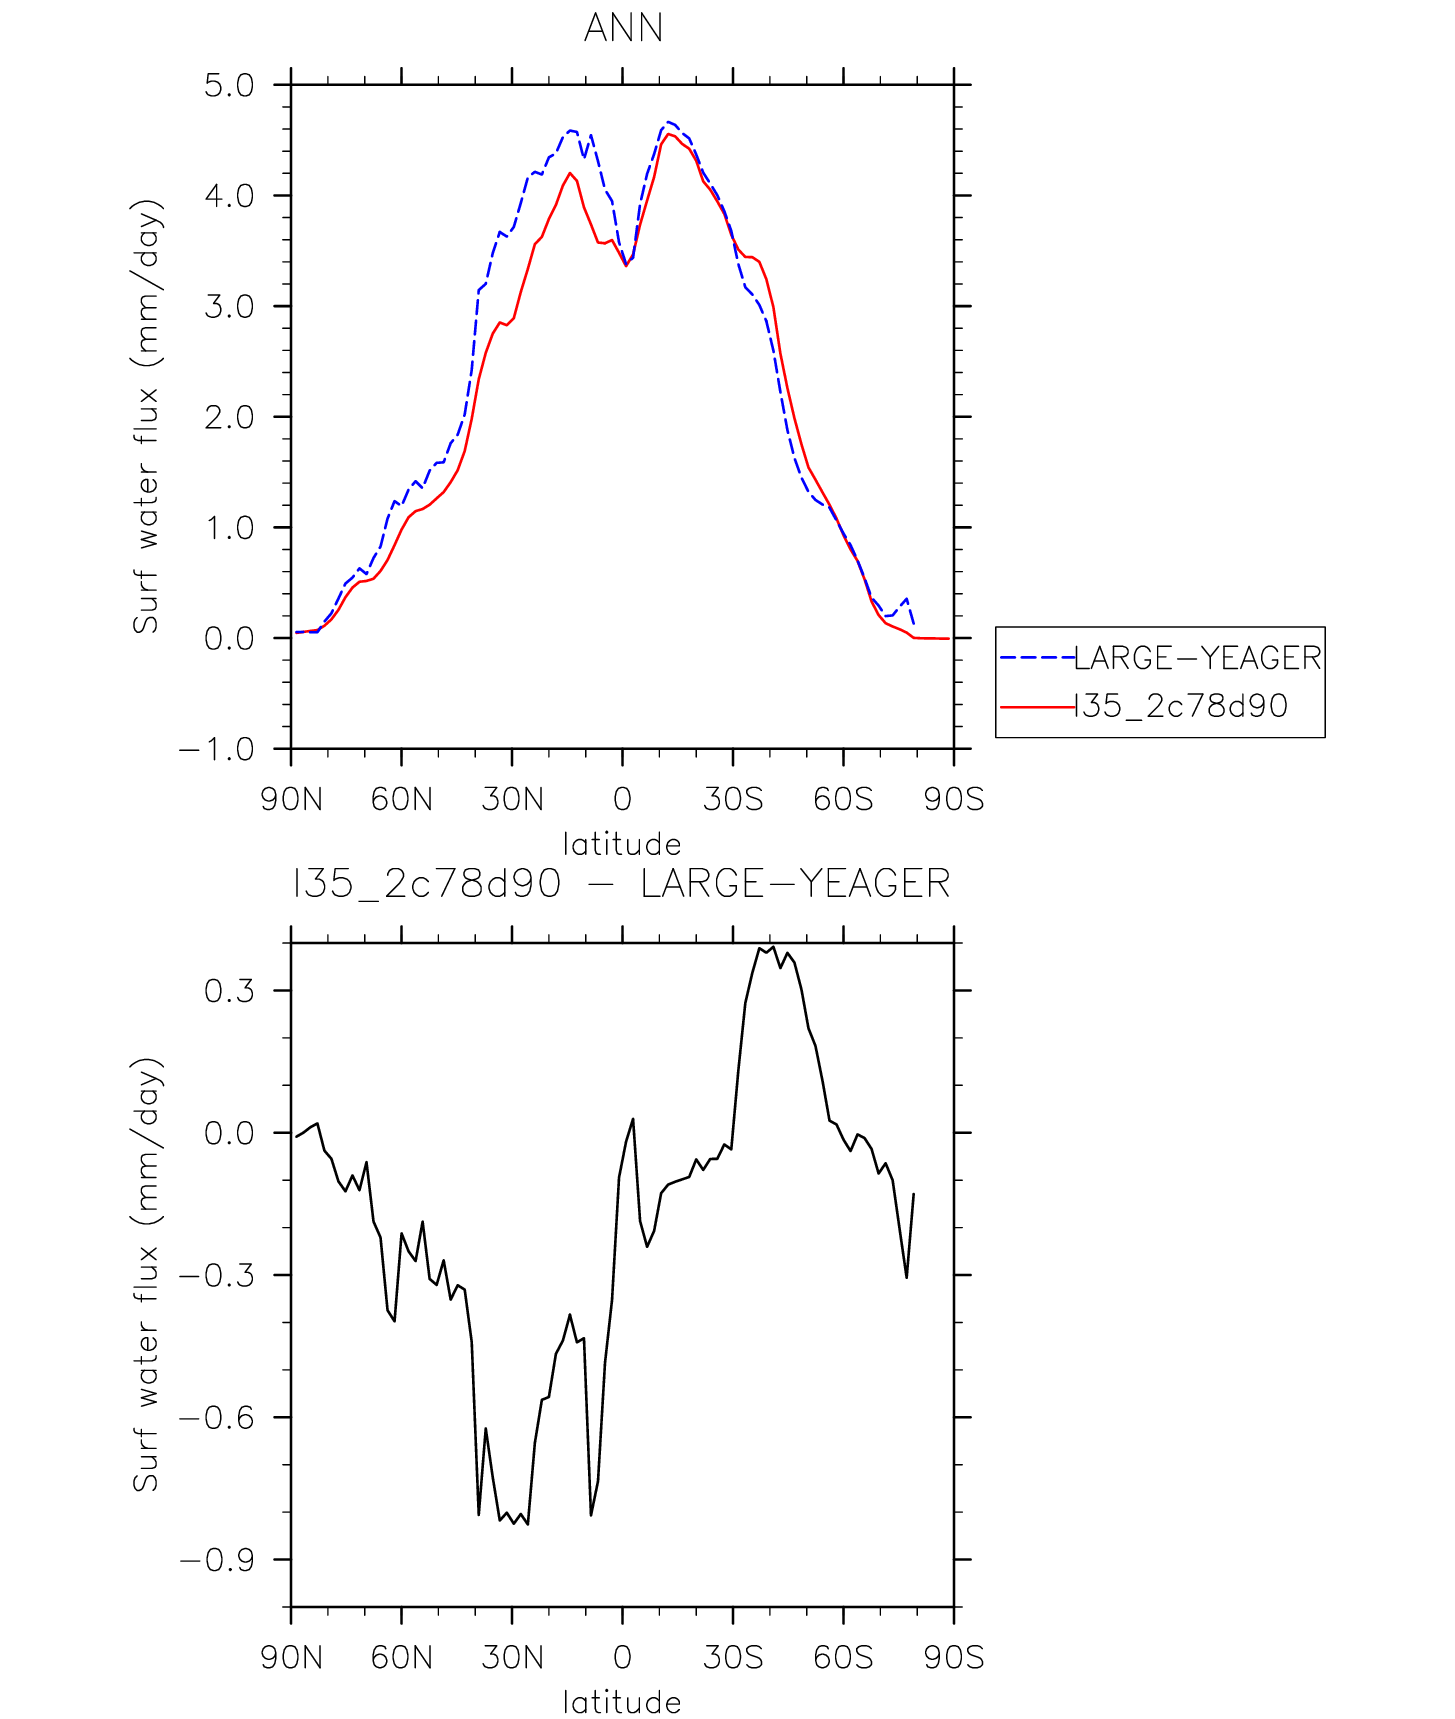 ANN
5.0
4.0
3.0
2.0
1.0
0.0
−1.0
Surf water flux (mm/day)
90N 60N 30N 0 30S 60S 90S
latitude
LARGE−YEAGER
I35_2c78d90
I35_2c78d90 − LARGE−YEAGER
0.3
0.0
−0.3
−0.6
−0.9
Surf water flux (mm/day)
90N 60N 30N 0 30S 60S 90S
latitude